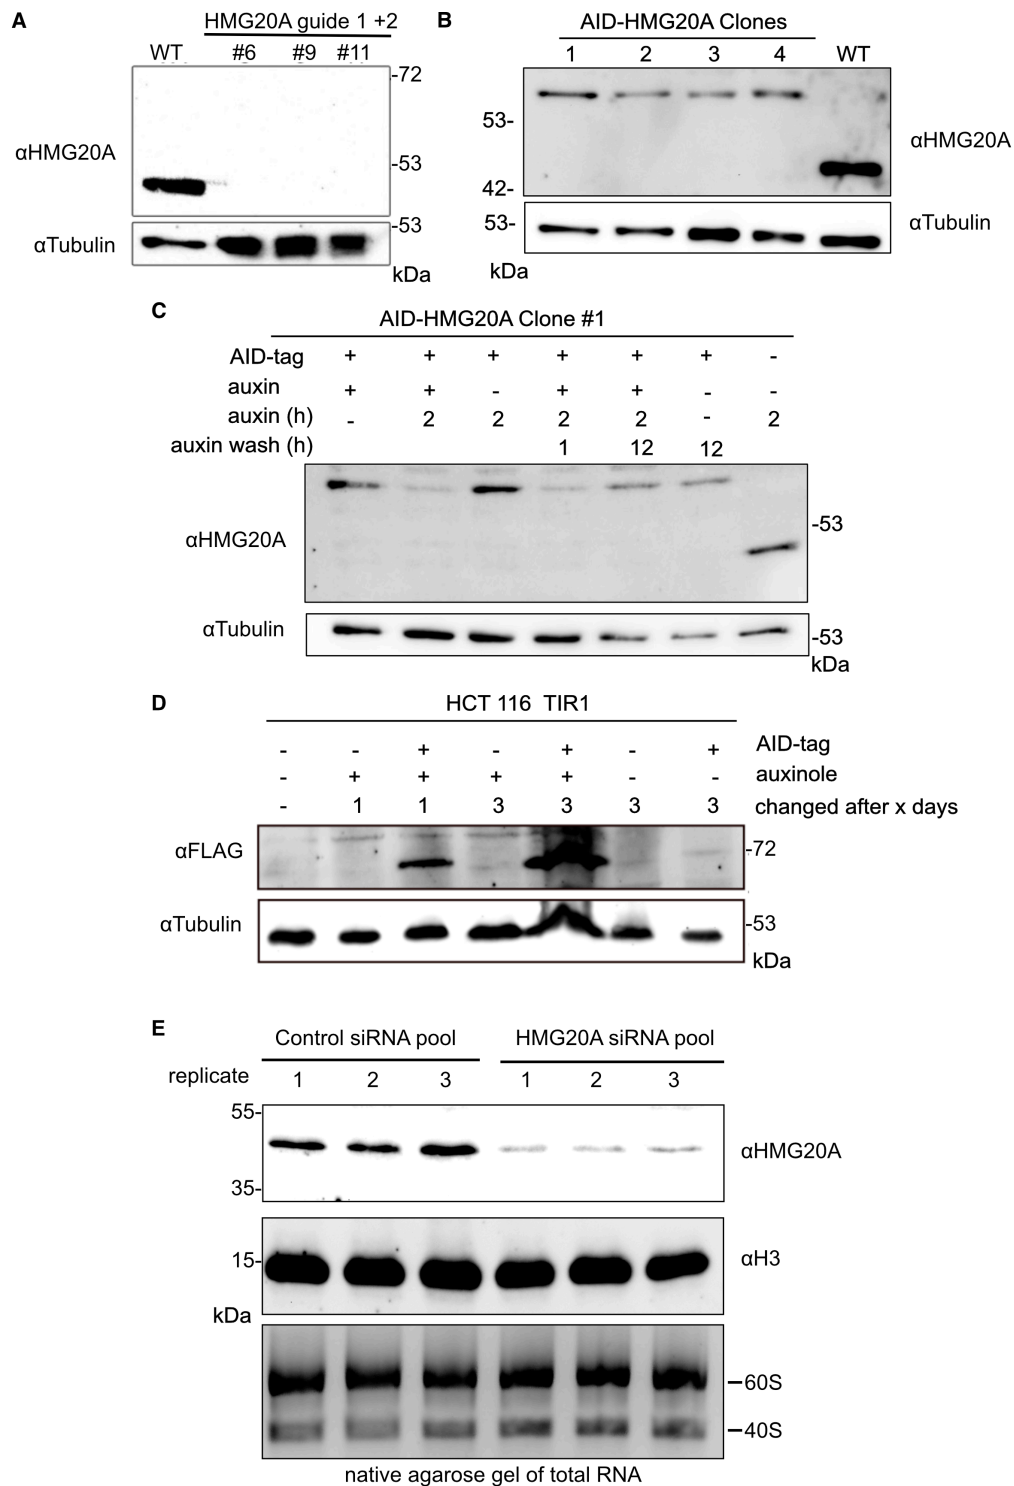 A
HMG20A guide 1 +2
WT #6 #9 #11
-72
αHMG20A
-53
-53
αTubulin
kDa
B
AID-HMG20A Clones
1 2 3 4 WT
53-
αHMG20A
42-
53-
αTubulin
kDa
C
AID-HMG20A Clone #1
AID-tag + + + + + + -
auxin + + - + + - -
auxin (h) - 2 2 2 2 - 2
auxin wash (h) 1 12 12
-53
αHMG20A
αTubulin
-53
kDa
D
HCT 116 TIR1
- - + - + - + AID-tag
- + + + + - - auxinole
- 1 1 3 3 3 3 changed after x days
αFLAG
-72
αTubulin
-53
kDa
E
Control siRNA pool HMG20A siRNA pool
replicate 1 2 3 1 2 3
55-
αHMG20A
35-
15-
αH3
kDa
60S
40S
native agarose gel of total RNA